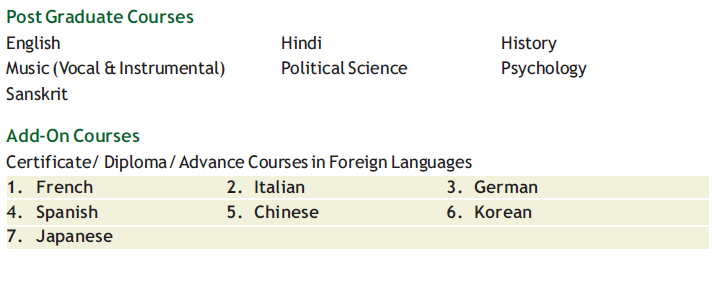 Post Graduate Courses
English Hindi History
Music (Vocal & Instrumental) Political Science Psychology
Sanskrit
Add-On Courses
Certificate/ Diploma/ Advance Courses in Foreign Languages
1. French 2. Italian 3. German
4. Spanish 5. Chinese 6. Korean
7. Japanese